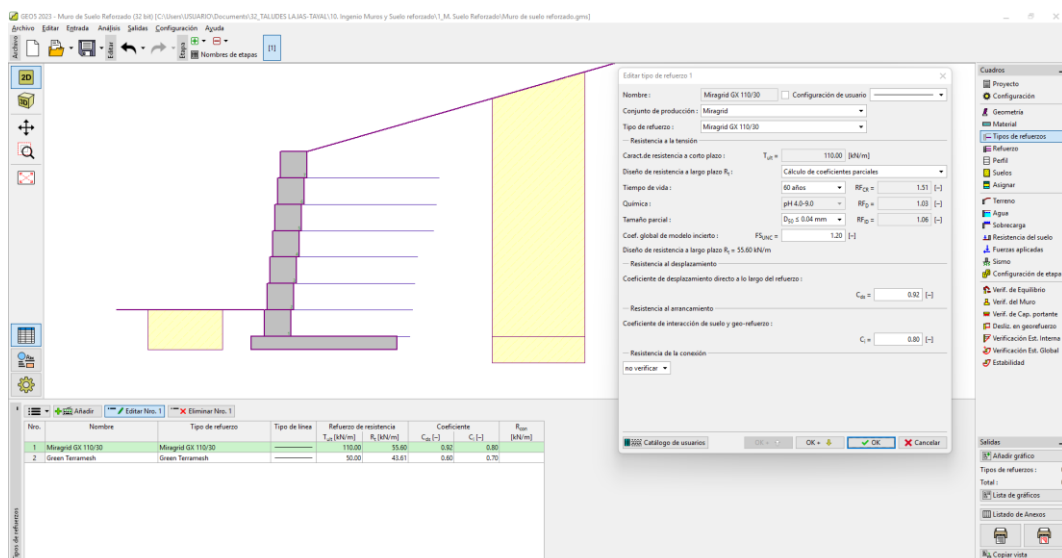 GEO5 2023 - Muro de Suelo Reforzado (32 bit) [C:\Users\USUARIO\Documents\32_TALUDES LAJAS-TAYAL\10. Ingenio Muros y Suelo reforzado\1_M. Suelo Reforzado\Muro de suelo reforzado.gms]
Archivo Editar Entrada Análisis Salidas Configuración Ayuda
Archivo
Editar
Etapa
Nombres de etapas
[1]
2D
3D
Editar tipo de refuerzo 1
Nombre : Miragrid GX 110/30 Configuración de usuario
Conjunto de producción : Miragrid
Tipo de refuerzo : Miragrid GX 110/30
Resistencia a la tensión
Caract.de resistencia a corto plazo : Tult = 110.00 [kN/m]
Diseño de resistencia a largo plazo Rt : Cálculo de coeficientes parciales
Tiempo de vida : 60 años RFCR = 1.51 [–]
Química : pH 4.0-9.0 RFD = 1.03 [–]
Tamaño parcial : D50 ≤ 0.04 mm RFID = 1.06 [–]
Coef. global de modelo incierto : FSUNC = 1.20 [–]
Diseño de resistencia a largo plazo Rt = 55.60 kN/m
Resistencia al desplazamiento
Coeficiente de desplazamiento directo a lo largo del refuerzo :
Cds = 0.92 [–]
Resistencia al arrancamiento
Coeficiente de interacción de suelo y geo-refuerzo :
Ci = 0.80 [–]
Resistencia de la conexión
no verificar
Catálogo de usuarios OK + OK + OK Cancelar
Cuadros
Proyecto
Configuración
Geometría
Material
Tipos de refuerzos
Refuerzo
Perfil
Suelos
Asignar
Terreno
Agua
Sobrecarga
Resistencia del suelo
Fuerzas aplicadas
Sismo
Configuración de etapa
Verif. de Equilibrio
Verif. del Muro
Verif. de Cap. portante
Desliz. en georefuerzo
Verificación Est. Interna
Verificación Est. Global
Estabilidad
Añadir Editar Nro. 1 Eliminar Nro. 1
Nro. Nombre Tipo de refuerzo Tipo de línea Refuerzo de resistencia Coeficiente Rcon
Tult [kN/m] Rt [kN/m] Cds [–] Ci [–] [kN/m]
1 Miragrid GX 110/30 Miragrid GX 110/30 110.00 55.60 0.92 0.80
2 Green Terramesh Green Terramesh 50.00 43.61 0.60 0.70
Tipos de refuerzos
Salidas
Añadir gráfico
Tipos de refuerzos :
Total :
Lista de gráficos
Listado de Anexos
Copiar vista